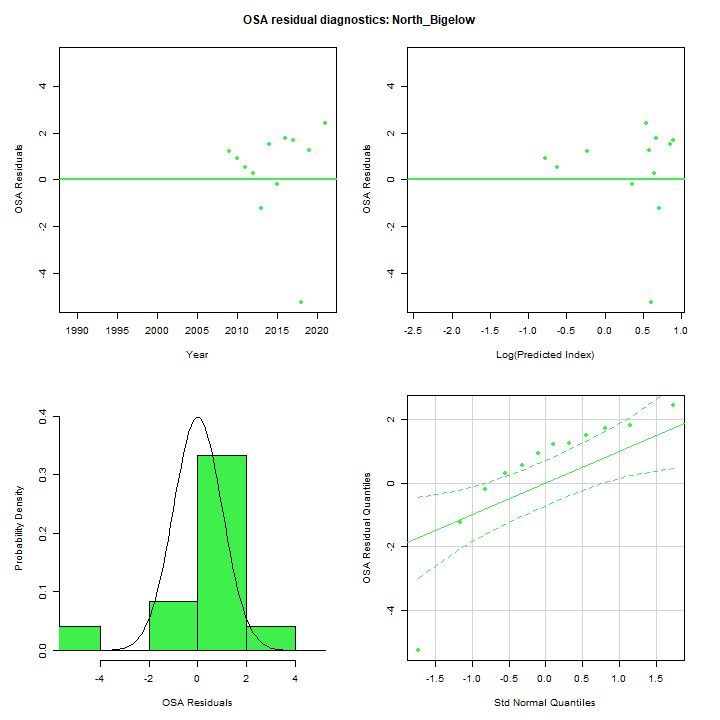 OSA residual diagnostics: North_Bigelow
OSA Residuals
4
2
0
-2
-4
1990 1995 2000 2005 2010 2015 2020
Year
OSA Residuals
4
2
0
-2
-4
-2.5 -2.0 -1.5 -1.0 -0.5 0.0 0.5 1.0
Log(Predicted Index)
Probability Density
0.4
0.3
0.2
0.1
0.0
-4 -2 0 2 4
OSA Residuals
OSA Residual Quantiles
2
0
-2
-4
-1.5 -1.0 -0.5 0.0 0.5 1.0 1.5
Std Normal Quantiles